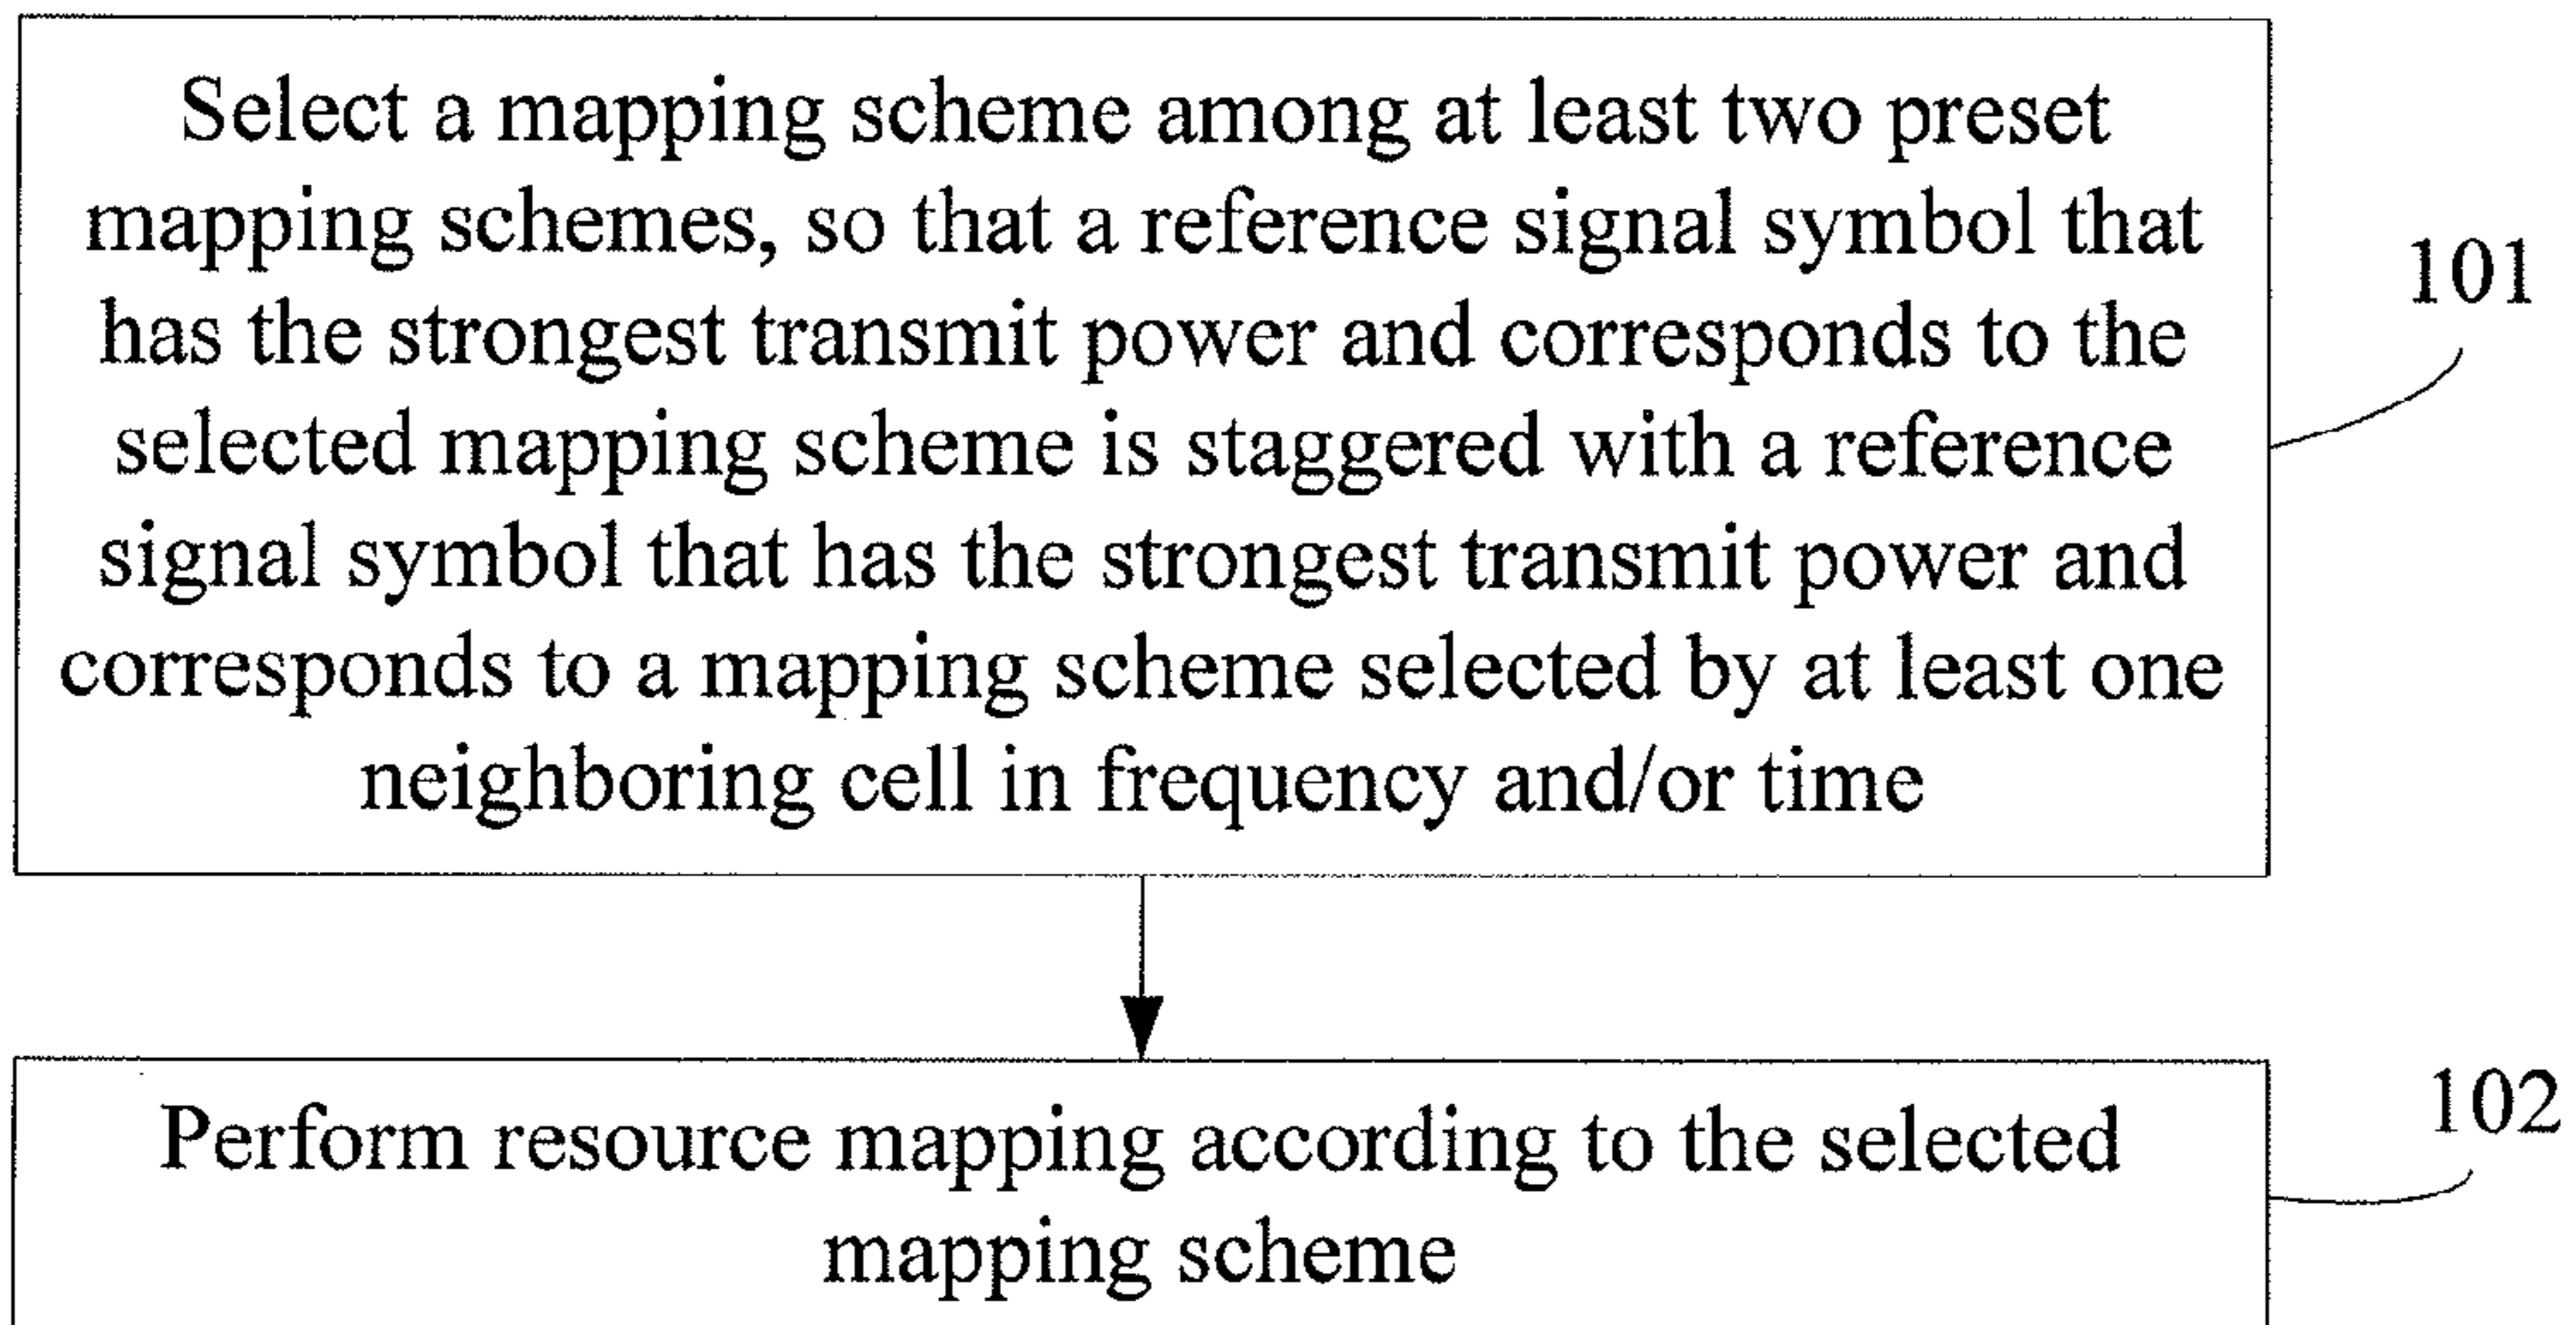 Select a mapping scheme among at least two preset
mapping schemes, so that a reference signal symbol that
has the strongest transmit power and corresponds to the
selected mapping scheme is staggered with a reference
signal symbol that has the strongest transmit power and
corresponds to a mapping scheme selected by at least one
neighboring cell in frequency and/or time
101
Perform resource mapping according to the selected
mapping scheme
102